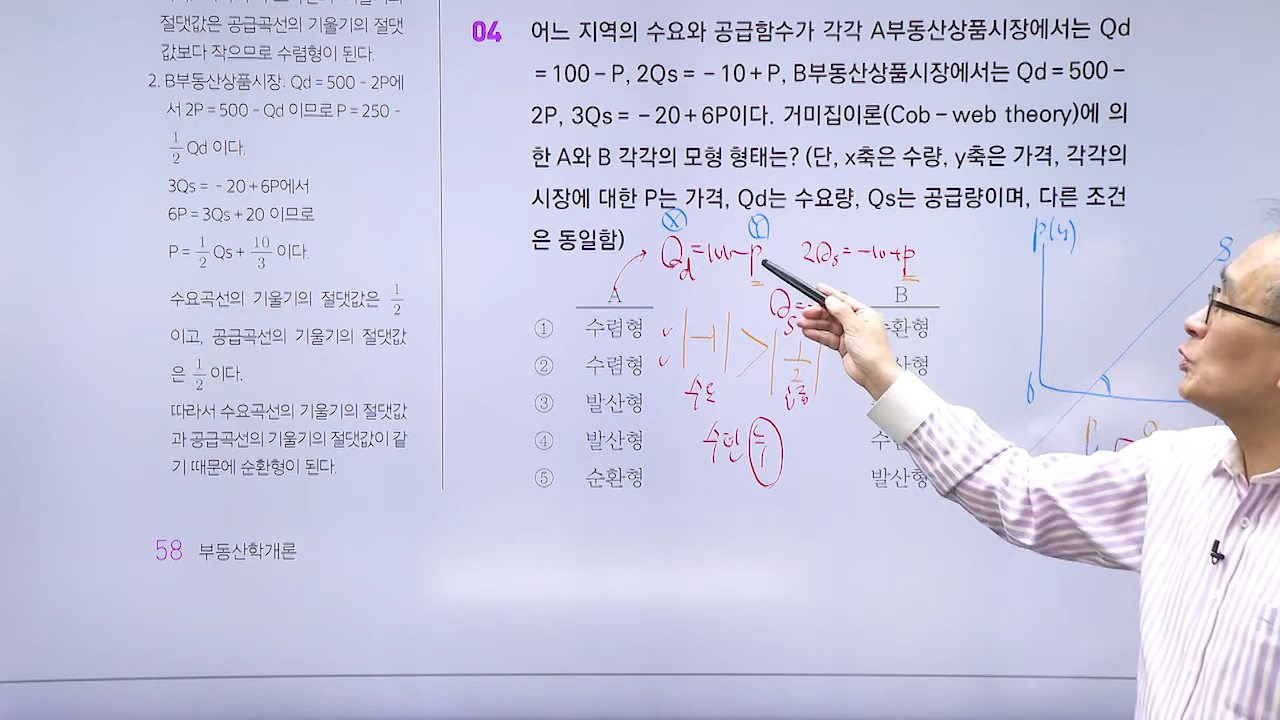 절댓값은 공급곡선의 기울기의 절댓
값보다 작으므로 수렴형이 된다.
2. B부동산상품시장: Qd = 500 - 2P에
서 2P = 500 - Qd 이므로 P = 250 -
1/2 Qd 이다.
3Qs = - 20 + 6P에서
6P = 3Qs + 20 이므로
P = 1/2 Qs + 10/3 이다.
수요곡선의 기울기의 절댓값은 1/2
이고, 공급곡선의 기울기의 절댓값
은 1/2 이다.
따라서 수요곡선의 기울기의 절댓값
과 공급곡선의 기울기의 절댓값이 같
기 때문에 순환형이 된다.
58 부동산학개론
04 어느 지역의 수요와 공급함수가 각각 A부동산상품시장에서는 Qd
= 100 - P, 2Qs = - 10 + P, B부동산상품시장에서는 Qd = 500 -
2P, 3Qs = - 20 + 6P이다. 거미집이론(Cob - web theory)에 의
한 A와 B 각각의 모형 형태는? (단, x축은 수량, y축은 가격, 각각의
시장에 대한 P는 가격, Qd는 수요량, Qs는 공급량이며, 다른 조건
은 동일함)
X Y
Qd = 100 - P 2Qs = -10 + P
A B
Qs =
① 수렴형 순환형
② 수렴형
③ 발산형
④ 발산형
⑤ 순환형 발산형
|-1| > |1/2|
수요
P(y)
S